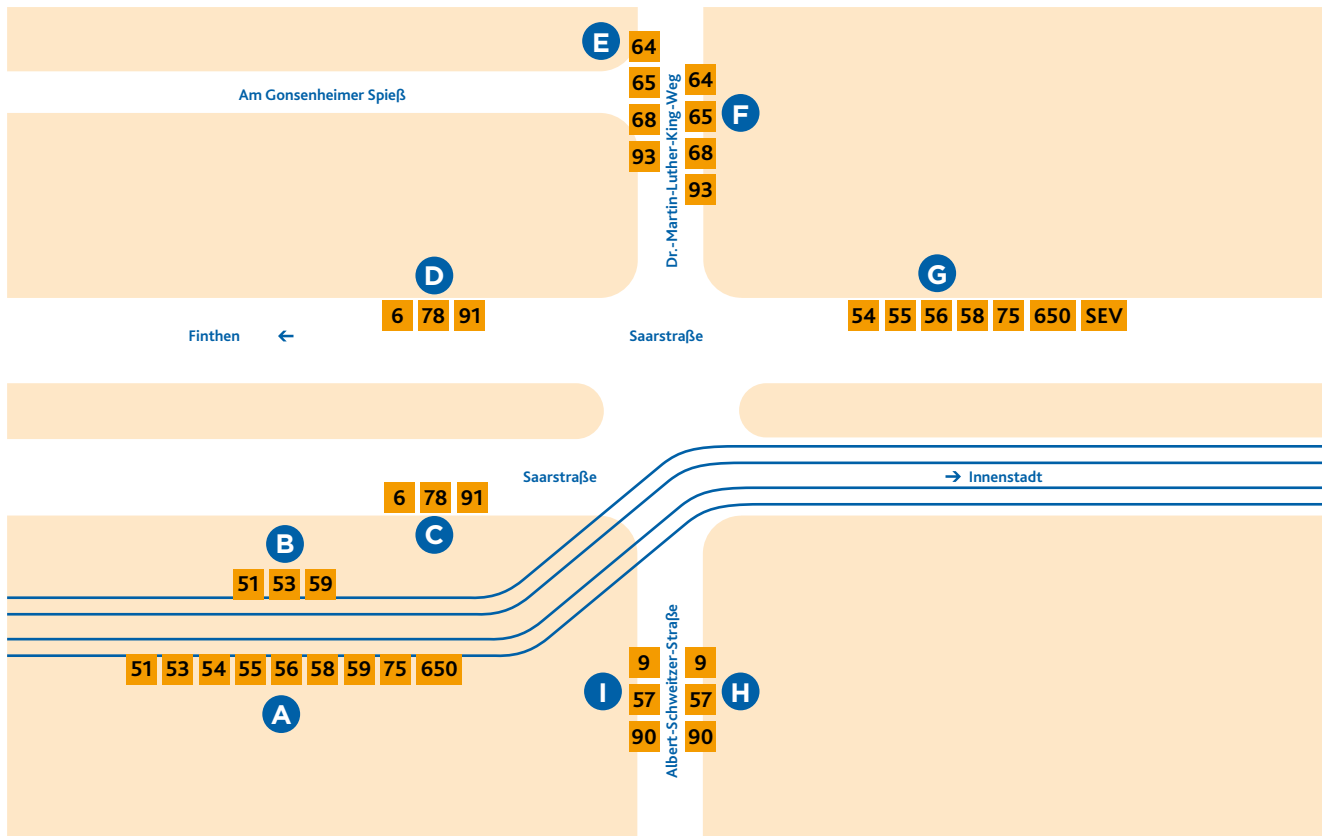 E
64
65
68
93
Am Gonsenheimer Spieß
Dr.-Martin-Luther-King-Weg
64
65
68
93
F
D
6 78 91
G
54 55 56 58 75 650 SEV
Finthen ←
Saarstraße
Saarstraße
→ Innenstadt
6 78 91
C
B
51 53 59
51 53 54 55 56 58 59 75 650
A
I
9
57
90
Albert-Schweitzer-Straße
9
57
90
H